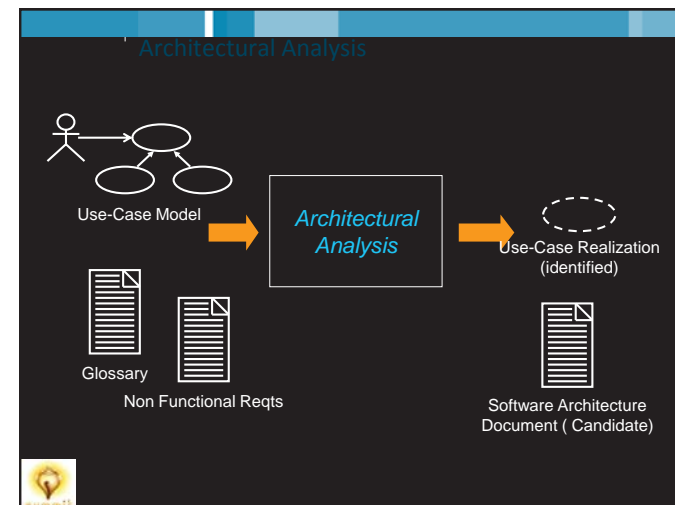 Architectural Analysis
Use-Case Model
Architectural
Analysis
Use-Case Realization
(identified)
Glossary
Non Functional Reqts
Software Architecture
Document ( Candidate)